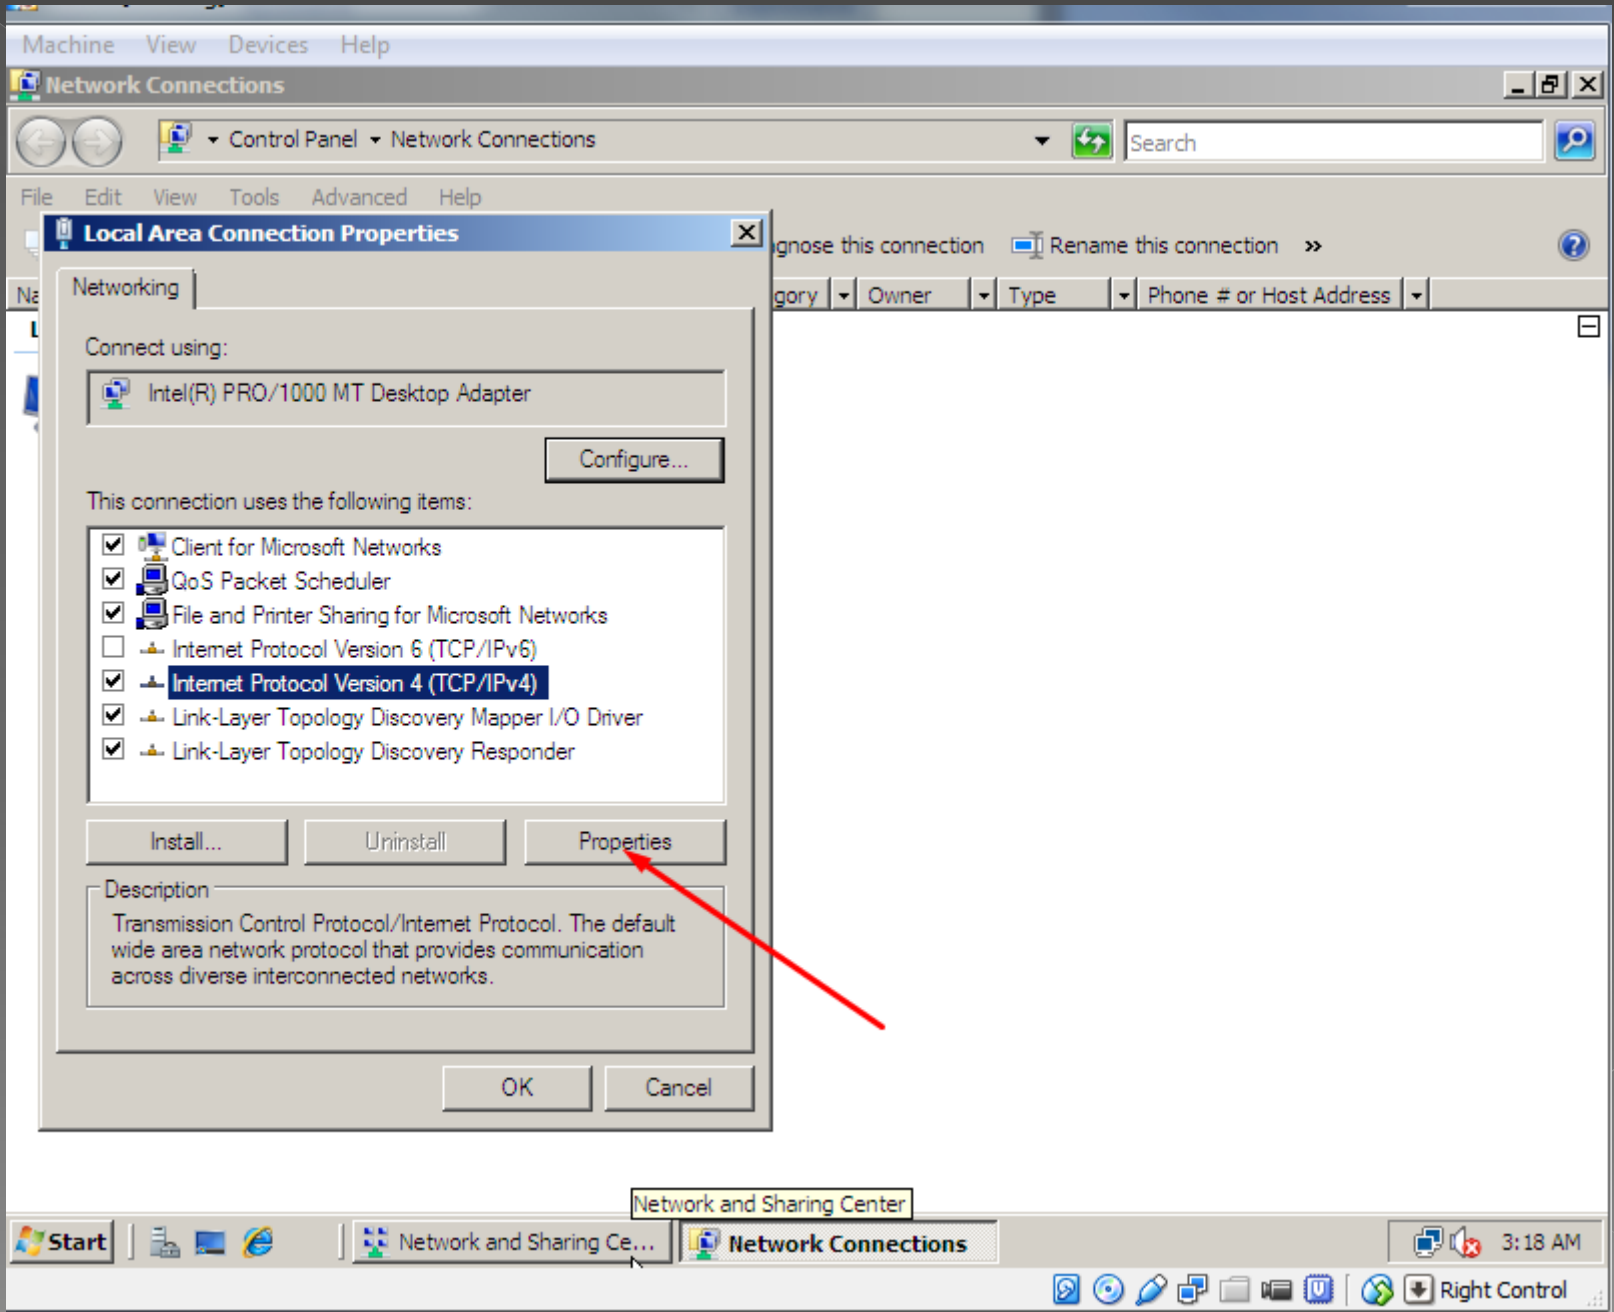 Machine View Devices Help
Network Connections
Control Panel Network Connections
Search
File Edit View Tools Advanced Help
Local Area Connection Properties
gnose this connection Rename this connection »
Networking
gory Owner Type Phone # or Host Address
Connect using:
Intel(R) PRO/1000 MT Desktop Adapter
Configure...
This connection uses the following items:
Client for Microsoft Networks
QoS Packet Scheduler
File and Printer Sharing for Microsoft Networks
Internet Protocol Version 6 (TCP/IPv6)
Internet Protocol Version 4 (TCP/IPv4)
Link-Layer Topology Discovery Mapper I/O Driver
Link-Layer Topology Discovery Responder
Install... Uninstall Properties
Description
Transmission Control Protocol/Internet Protocol. The default
wide area network protocol that provides communication
across diverse interconnected networks.
OK Cancel
Network and Sharing Center
Start Network and Sharing Ce... Network Connections 3:18 AM
Right Control